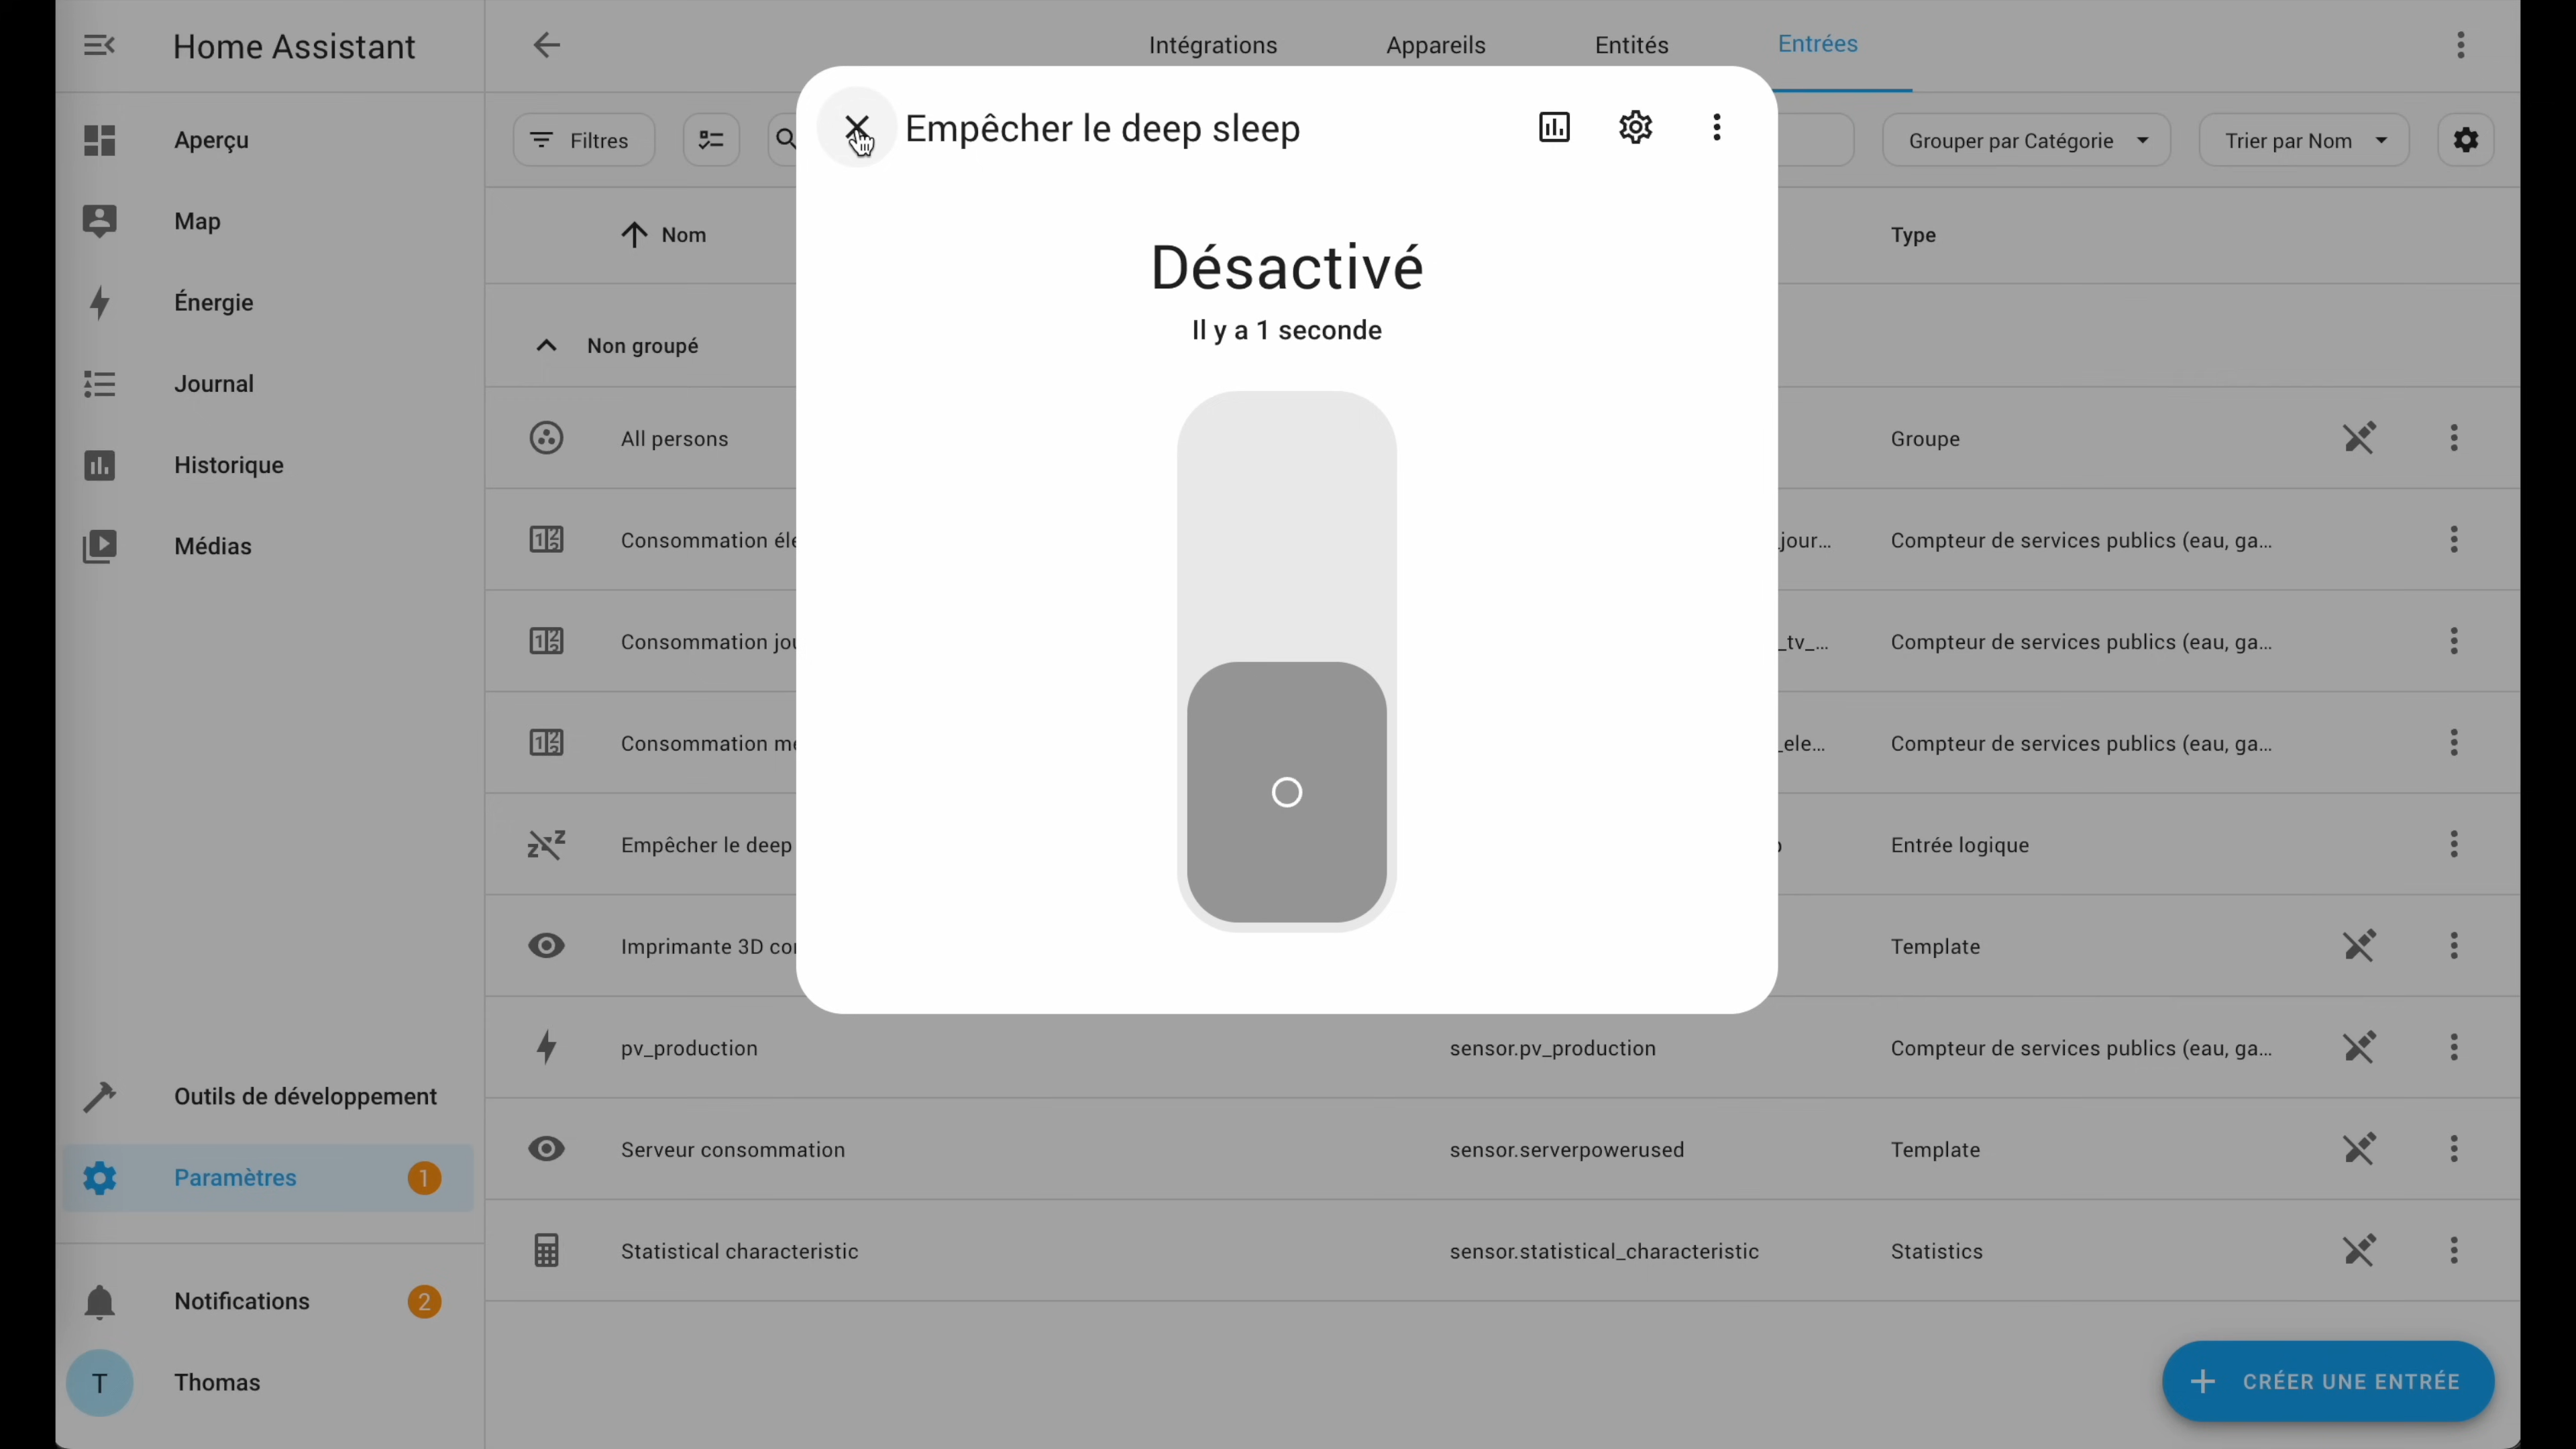 Home Assistant
Intégrations Appareils Entités Entrées
Aperçu
Map
Énergie
Journal
Historique
Médias
Outils de développement
Paramètres 1
Notifications 2
T Thomas
Filtres
Grouper par Catégorie
Trier par Nom
Empêcher le deep sleep
Désactivé
Il y a 1 seconde
Nom Type
Non groupé
All persons Groupe
Consommation jour... Compteur de services publics (eau, ga...
Consommation _tv_... Compteur de services publics (eau, ga...
Consommation _ele... Compteur de services publics (eau, ga...
Empêcher le deep Entrée logique
Imprimante 3D Template
pv_production sensor.pv_production Compteur de services publics (eau, ga...
Serveur consommation sensor.serverpowerused Template
Statistical characteristic sensor.statistical_characteristic Statistics
CRÉER UNE ENTRÉE